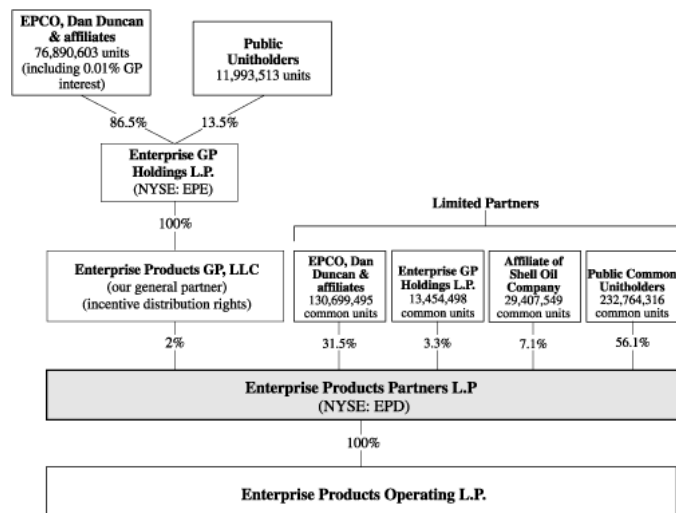 EPCO, Dan Duncan
& affiliates
76,890,603 units
(including 0.01% GP
interest)
Public
Unitholders
11,993,513 units
86.5%
13.5%
Enterprise GP
Holdings L.P.
(NYSE: EPE)
100%
Limited Partners
Enterprise Products GP, LLC
(our general partner)
(incentive distribution rights)
EPCO, Dan
Duncan &
affiliates
130,699,495
common units
Enterprise GP
Holdings L.P.
13,454,498
common units
Affiliate of
Shell Oil
Company
29,407,549
common units
Public Common
Unitholders
232,764,316
common units
2%
31.5%
3.3%
7.1%
56.1%
Enterprise Products Partners L.P
(NYSE: EPD)
100%
Enterprise Products Operating L.P.